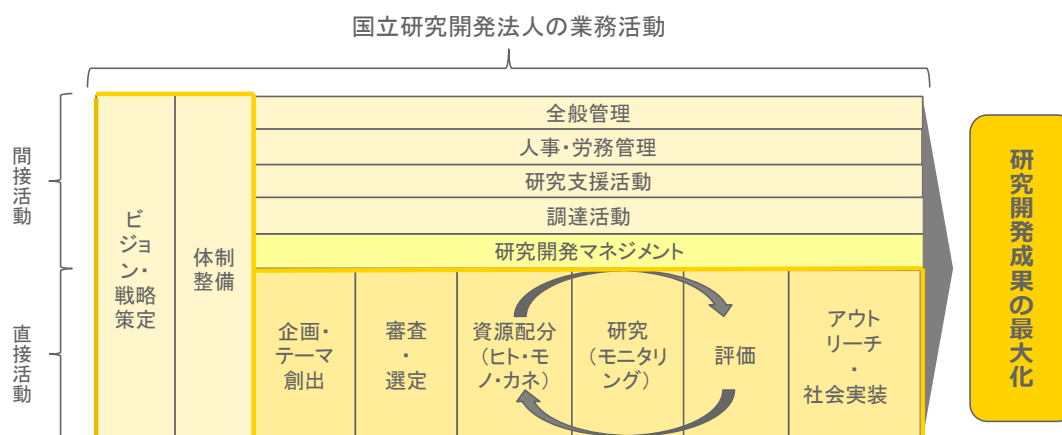 国立研究開発法人の業務活動
間接活動
直接活動
ビ
ジョ
ン・
戦略
策定
体制
整備
全般管理
人事・労務管理
研究支援活動
調達活動
研究開発マネジメント
企画・
テーマ
創出
審査
・
選定
資源配分
(ヒト・モ
ノ・カネ)
研究
(モニタリ
ング)
評価
アウト
リーチ
・
社会実装
研究開発成果の最大化